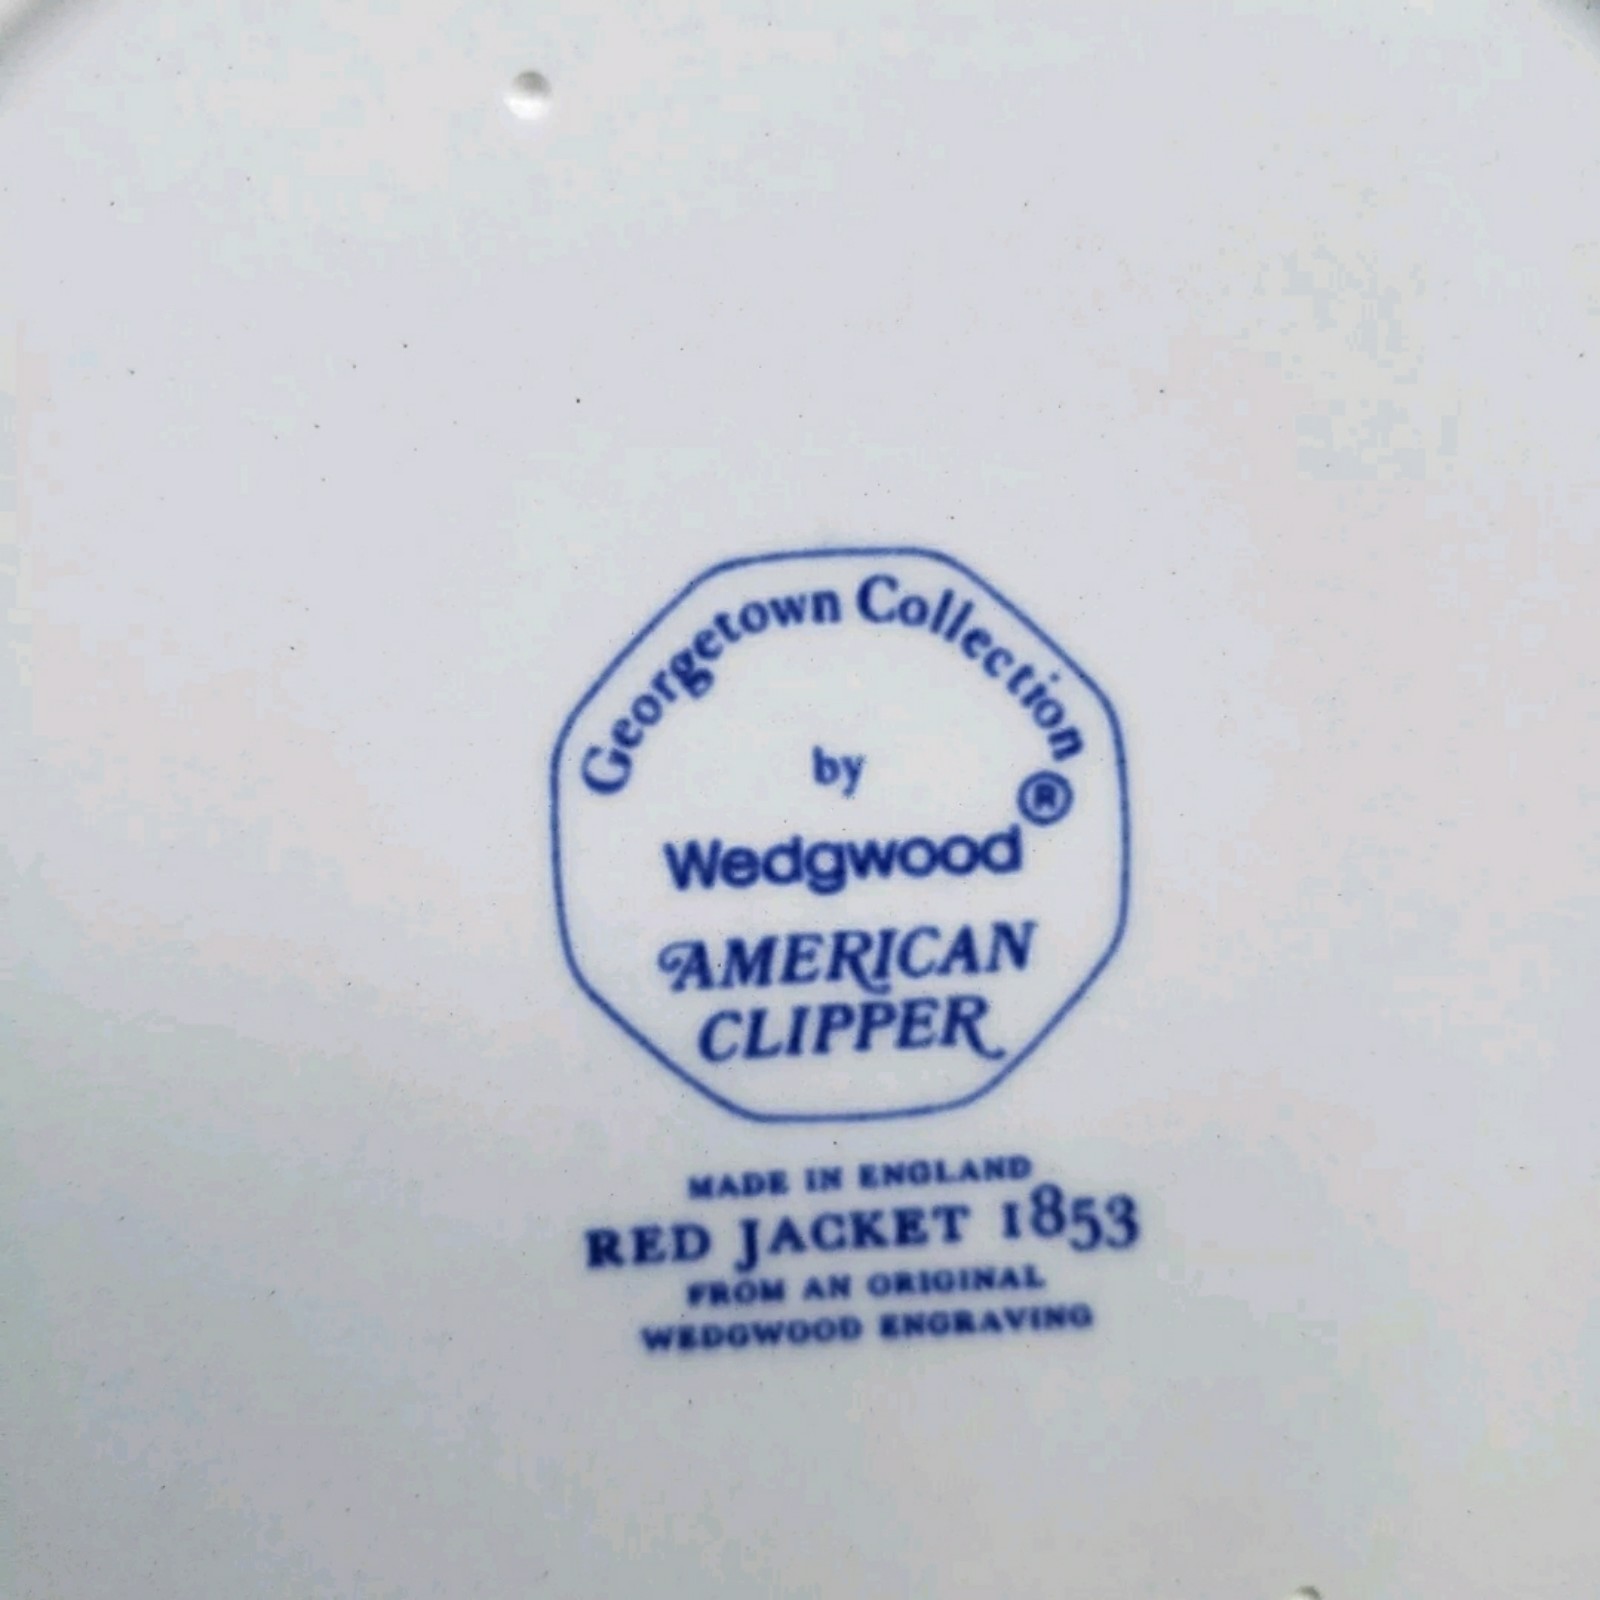 Georgetown Collection
by
Wedgwood®
AMERICAN
CLIPPER
MADE IN ENGLAND
RED JACKET 1853
FROM AN ORIGINAL
WEDGWOOD ENGRAVING